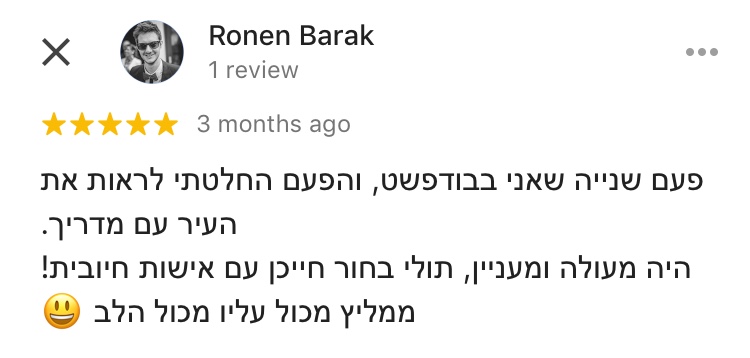 Ronen Barak
1 review
3 months ago
פעם שנייה שאני בבודפשט, והפעם החלטתי לראות את
העיר עם מדריך.
היה מעולה ומעניין, תולי בחור חייכן עם אישות חיובית!
ממליץ מכול עליו מכול הלב 😃